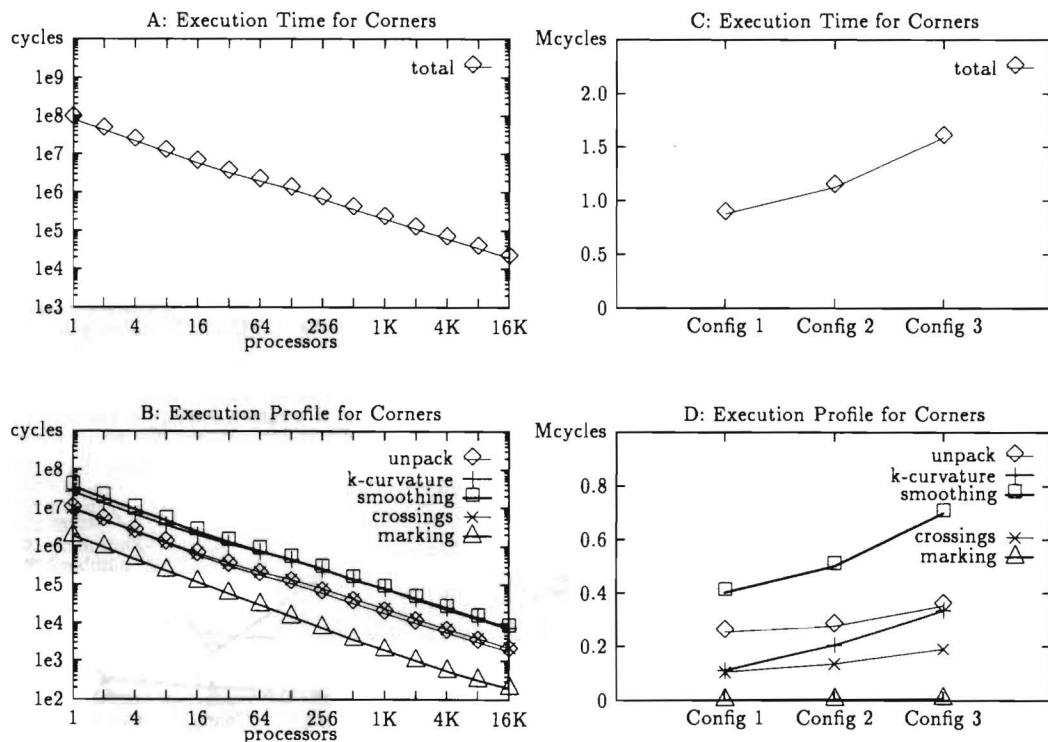 A: Execution Time for Corners
cycles
total
1e9
1e8
1e7
1e6
1e5
1e4
1e3
1 4 16 64 256 1K 4K 16K
processors
C: Execution Time for Corners
Mcycles
total
2.0
1.5
1.0
0.5
0
Config 1 Config 2 Config 3
B: Execution Profile for Corners
cycles
unpack
k-curvature
smoothing
crossings
marking
1e8
1e7
1e6
1e5
1e4
1e3
1e2
1 4 16 64 256 1K 4K 16K
processors
D: Execution Profile for Corners
Mcycles
unpack
k-curvature
smoothing
crossings
marking
0.8
0.6
0.4
0.2
0
Config 1 Config 2 Config 3